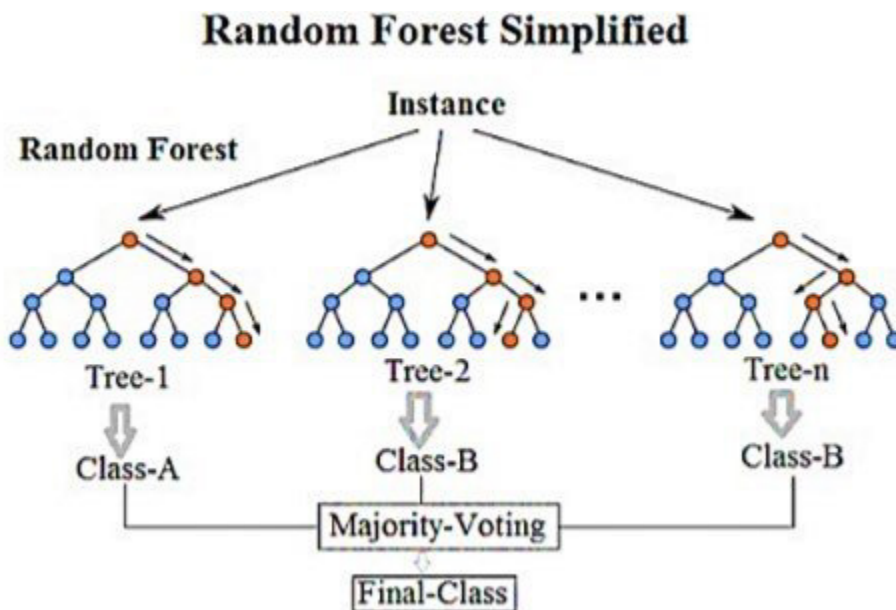 Random Forest Simplified
Instance
Random Forest
...
Tree-1 Tree-2 Tree-n
Class-A Class-B Class-B
Majority-Voting
Final-Class